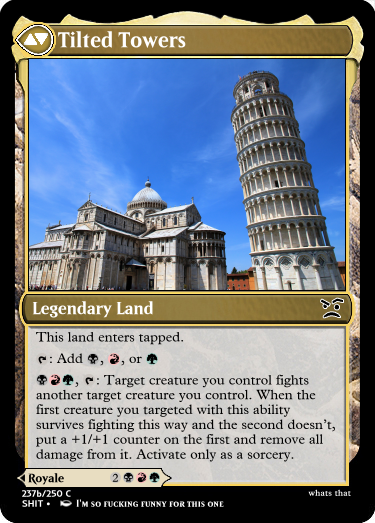 Tilted Towers
Legendary Land
This land enters tapped.
: Add , , or
, : Target creature you control fights
another target creature you control. When the
first creature you targeted with this ability
survives fighting this way and the second doesn't,
put a +1/+1 counter on the first and remove all
damage from it. Activate only as a sorcery.
Royale 2
237b/250 C
SHIT • I'M SO FUCKING FUNNY FOR THIS ONE
whats that